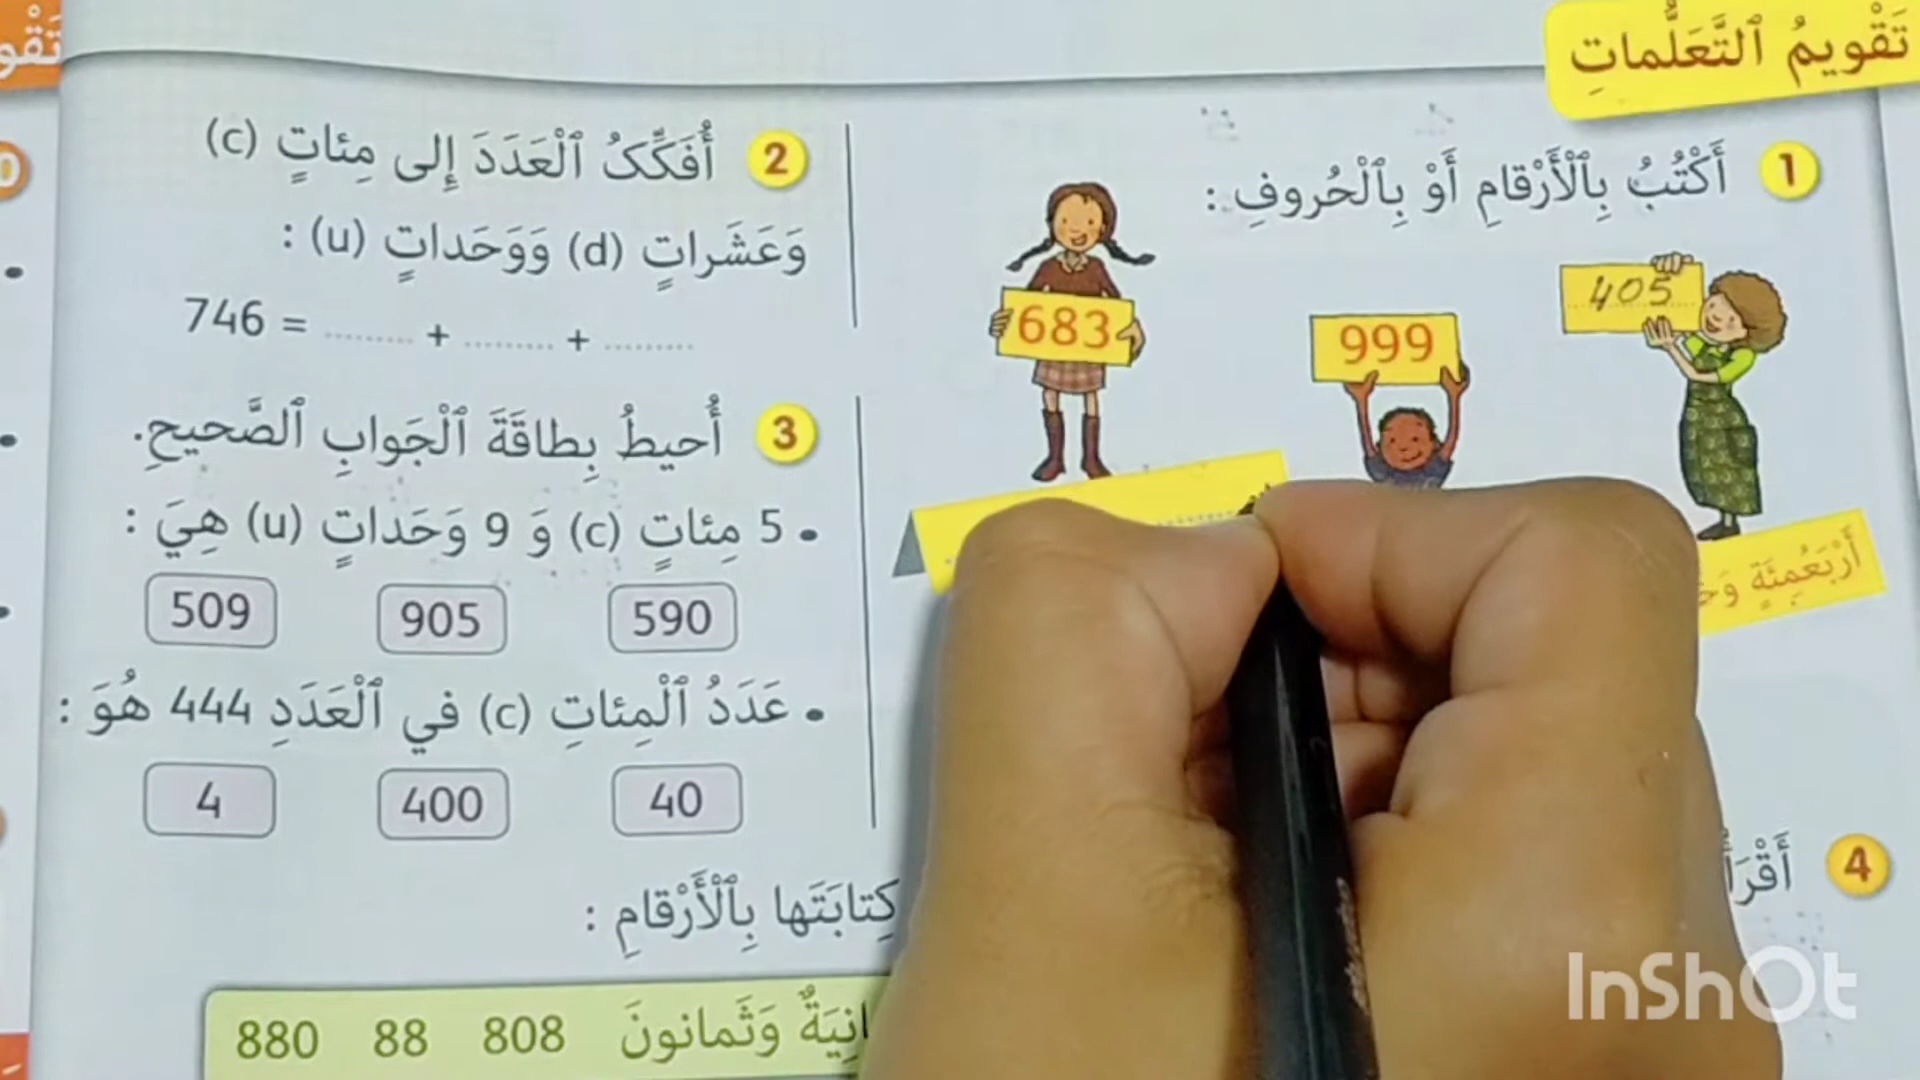 تَقْويمُ ٱلتَّعَلُّماتِ
1 أَكْتُبُ بِٱلْأَرْقامِ أَوْ بِٱلْحُروفِ :
405
999
683
أَرْبَعُمِئَةٍ
2 أُفَكِّكُ ٱلْعَدَدَ إِلى مِئاتٍ (c)
وَعَشَراتٍ (d) وَوَحَداتٍ (u) :
746 = ........ + ........ + ........
3 أُحيطُ بِطاقَةَ ٱلْجَوابِ ٱلصَّحيحِ.
• 5 مِئاتٍ (c) وَ 9 وَحَداتٍ (u) هِيَ :
590 905 509
• عَدَدُ ٱلْمِئاتِ (c) في ٱلْعَدَدِ 444 هُوَ :
40 400 4
4 أَقْرَأُ
كِتابَتَها بِٱلْأَرْقامِ :
وَثَمانونَ 808 88 880
InShOt